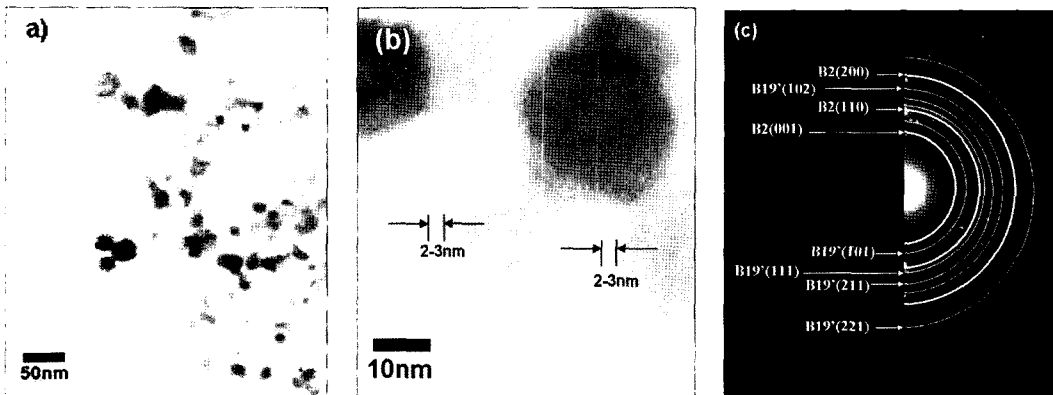 a)
50nm
(b)
2-3nm
2-3nm
10nm
(c)
B2(200)
B19'(102)
B2(110)
B2(001)
B19'(101)
B19'(111)
B19'(211)
B19'(221)